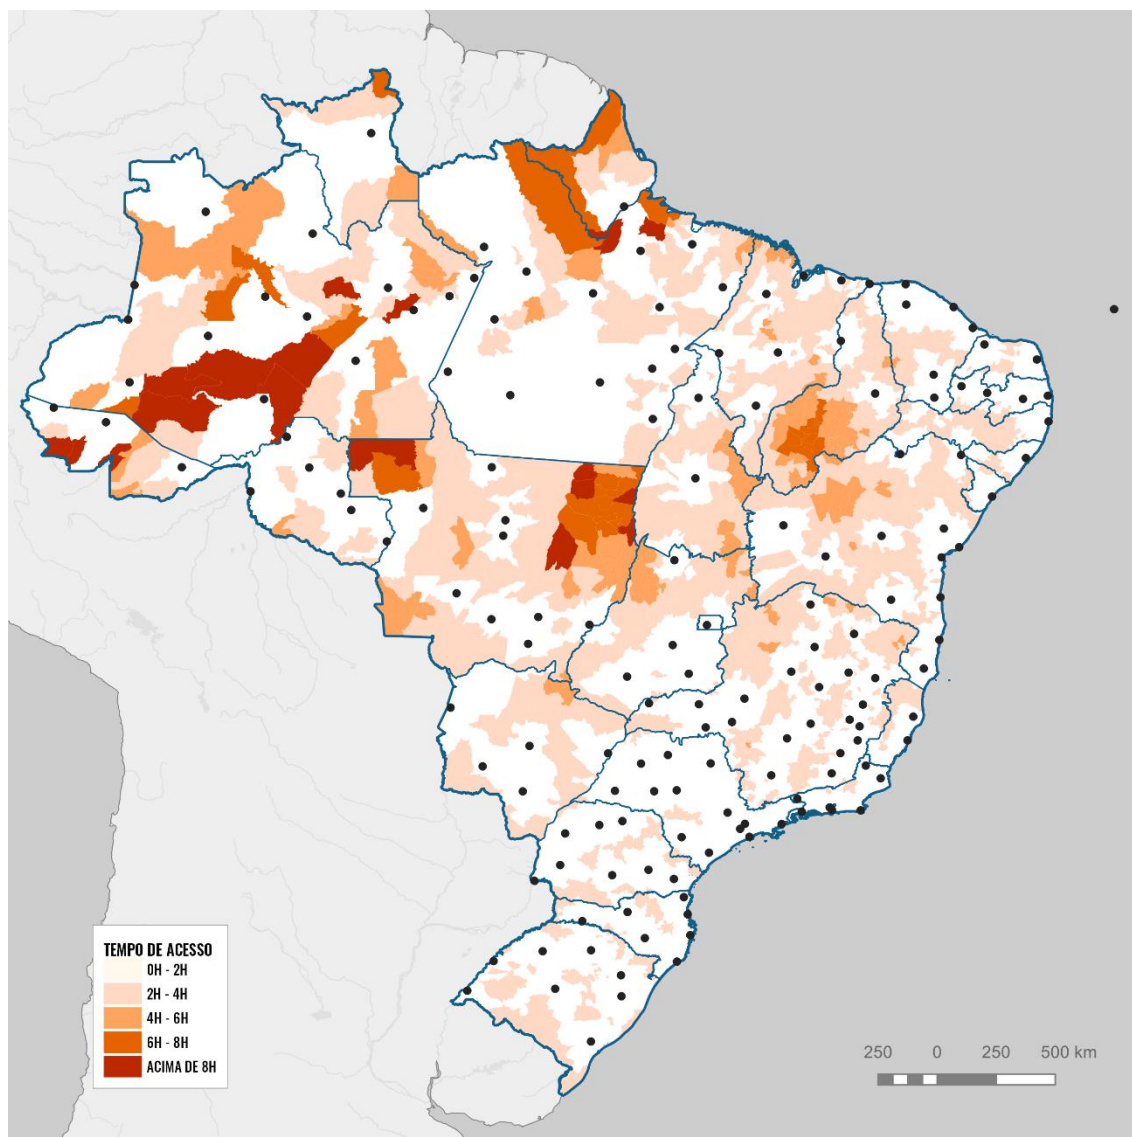 TEMPO DE ACESSO
0H - 2H
2H - 4H
4H - 6H
6H - 8H
ACIMA DE 8H
250 0 250 500 km